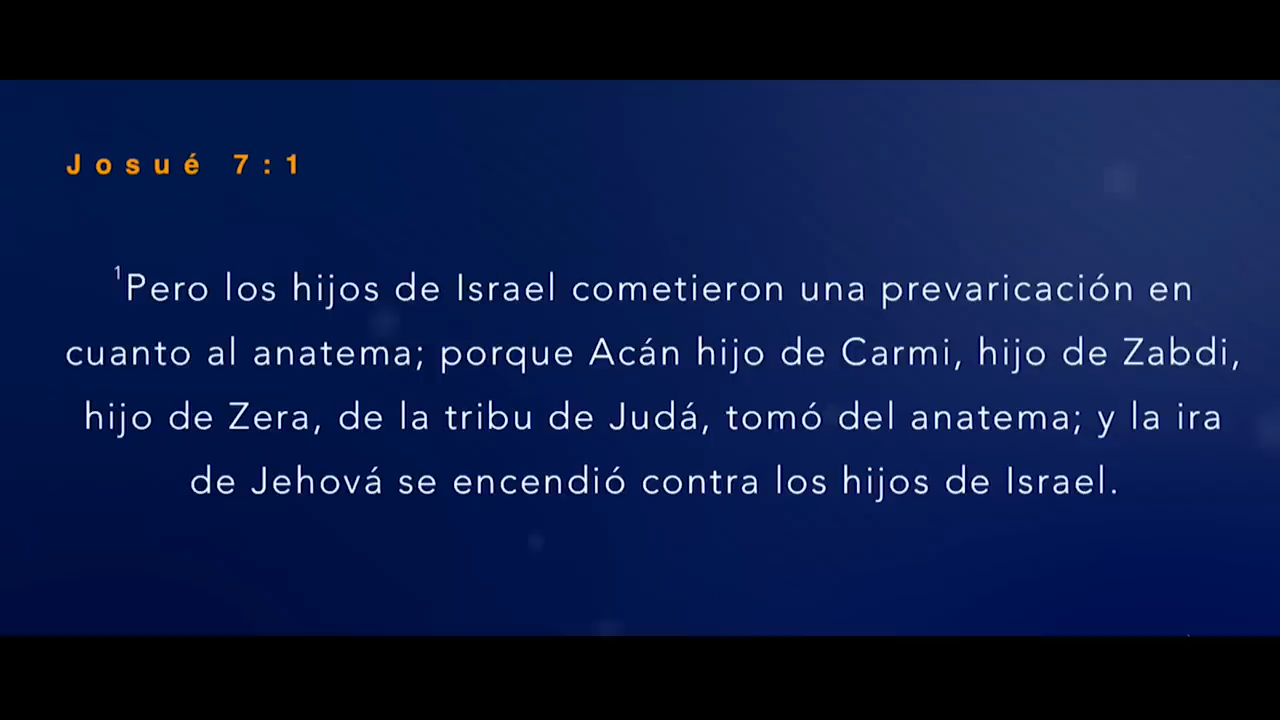 Josué 7:1
¹Pero los hijos de Israel cometieron una prevaricación en
cuanto al anatema; porque Acán hijo de Carmi, hijo de Zabdi,
hijo de Zera, de la tribu de Judá, tomó del anatema; y la ira
de Jehová se encendió contra los hijos de Israel.